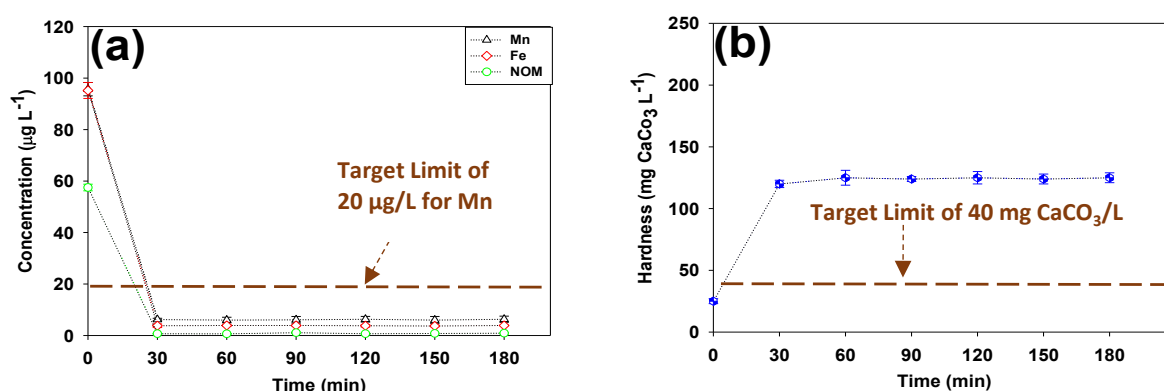 (a)
Mn
Fe
NOM
Concentration (µg L⁻¹)
120
100
80
60
40
20
0
Target Limit of
20 µg/L for Mn
0 30 60 90 120 150 180
Time (min)
(b)
Hardness (mg CaCo₃ L⁻¹)
250
200
150
100
50
0
Target Limit of 40 mg CaCO₃/L
0 30 60 90 120 150 180
Time (min)